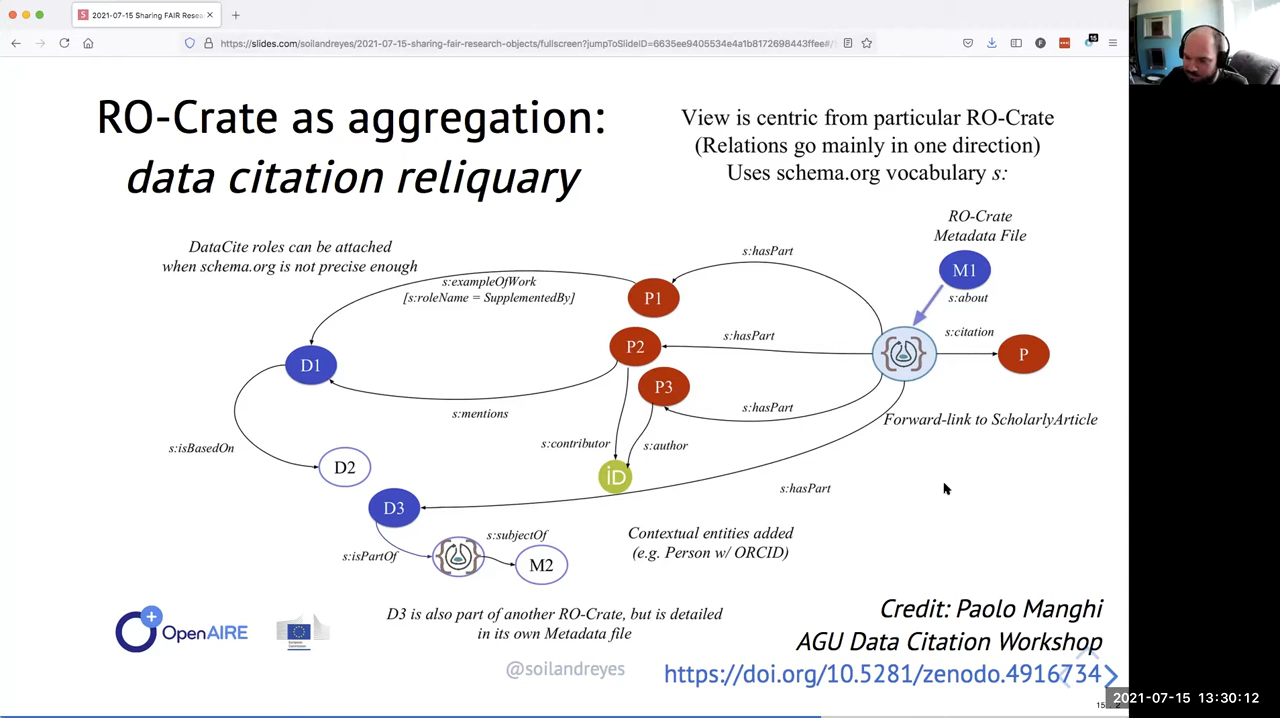 2021-07-15 Sharing FAIR Resea
https://slides.com/soilandreyes/2021-07-15-sharing-fair-research-objects/fullscreen?jumpToSlideID=6635ee9405534e4a1b8172698443ffee#/
15
RO-Crate as aggregation:
data citation reliquary
View is centric from particular RO-Crate
(Relations go mainly in one direction)
Uses schema.org vocabulary s:
RO-Crate
Metadata File
DataCite roles can be attached
when schema.org is not precise enough
s:hasPart
M1
s:exampleOfWork
[s:roleName = SupplementedBy]
P1
s:about
s:hasPart
s:citation
P2
P
D1
P3
s:hasPart
s:mentions
Forward-link to ScholarlyArticle
s:contributor
s:author
s:isBasedOn
D2
iD
s:hasPart
D3
s:subjectOf
Contextual entities added
(e.g. Person w/ ORCID)
s:isPartOf
M2
D3 is also part of another RO-Crate, but is detailed
in its own Metadata file
OpenAIRE
Credit: Paolo Manghi
AGU Data Citation Workshop
https://doi.org/10.5281/zenodo.4916734
@soilandreyes
2021-07-15 13:30:12